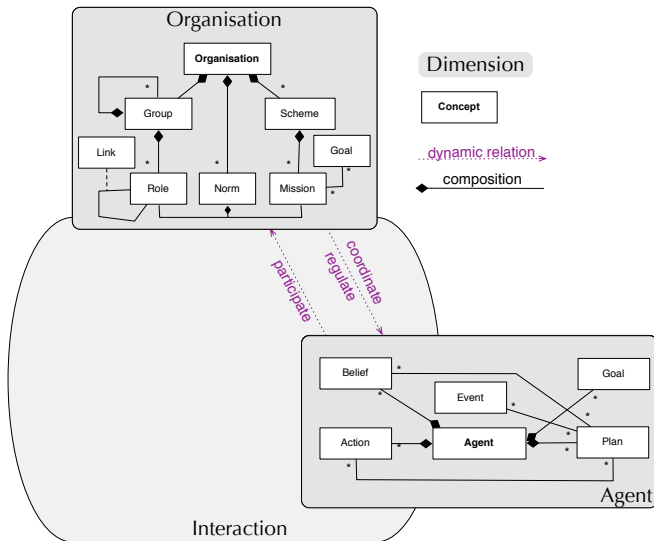 Organisation
Organisation
Dimension
*
*
Group
Scheme
Concept
Link
Goal
dynamic relation
*
*
*
*
composition
Role
Norm
Mission
*
participate
coordinate
regulate
Belief
*
Goal
*
Event
*
*
*
Action
*
Agent
*
*
Plan
*
*
Agent
Interaction